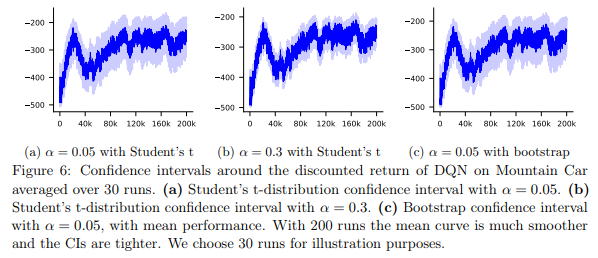 −200
−300
−400
−500
0 40k 80k 120k 160k 200k
−200
−300
−400
−500
0 40k 80k 120k 160k 200k
−200
−300
−400
−500
0 40k 80k 120k 160k 200k
(a) α = 0.05 with Student's t (b) α = 0.3 with Student's t (c) α = 0.05 with bootstrap
Figure 6: Confidence intervals around the discounted return of DQN on Mountain Car
averaged over 30 runs. (a) Student's t-distribution confidence interval with α = 0.05. (b)
Student's t-distribution confidence interval with α = 0.3. (c) Bootstrap confidence interval
with α = 0.05, with mean performance. With 200 runs the mean curve is much smoother
and the CIs are tighter. We choose 30 runs for illustration purposes.